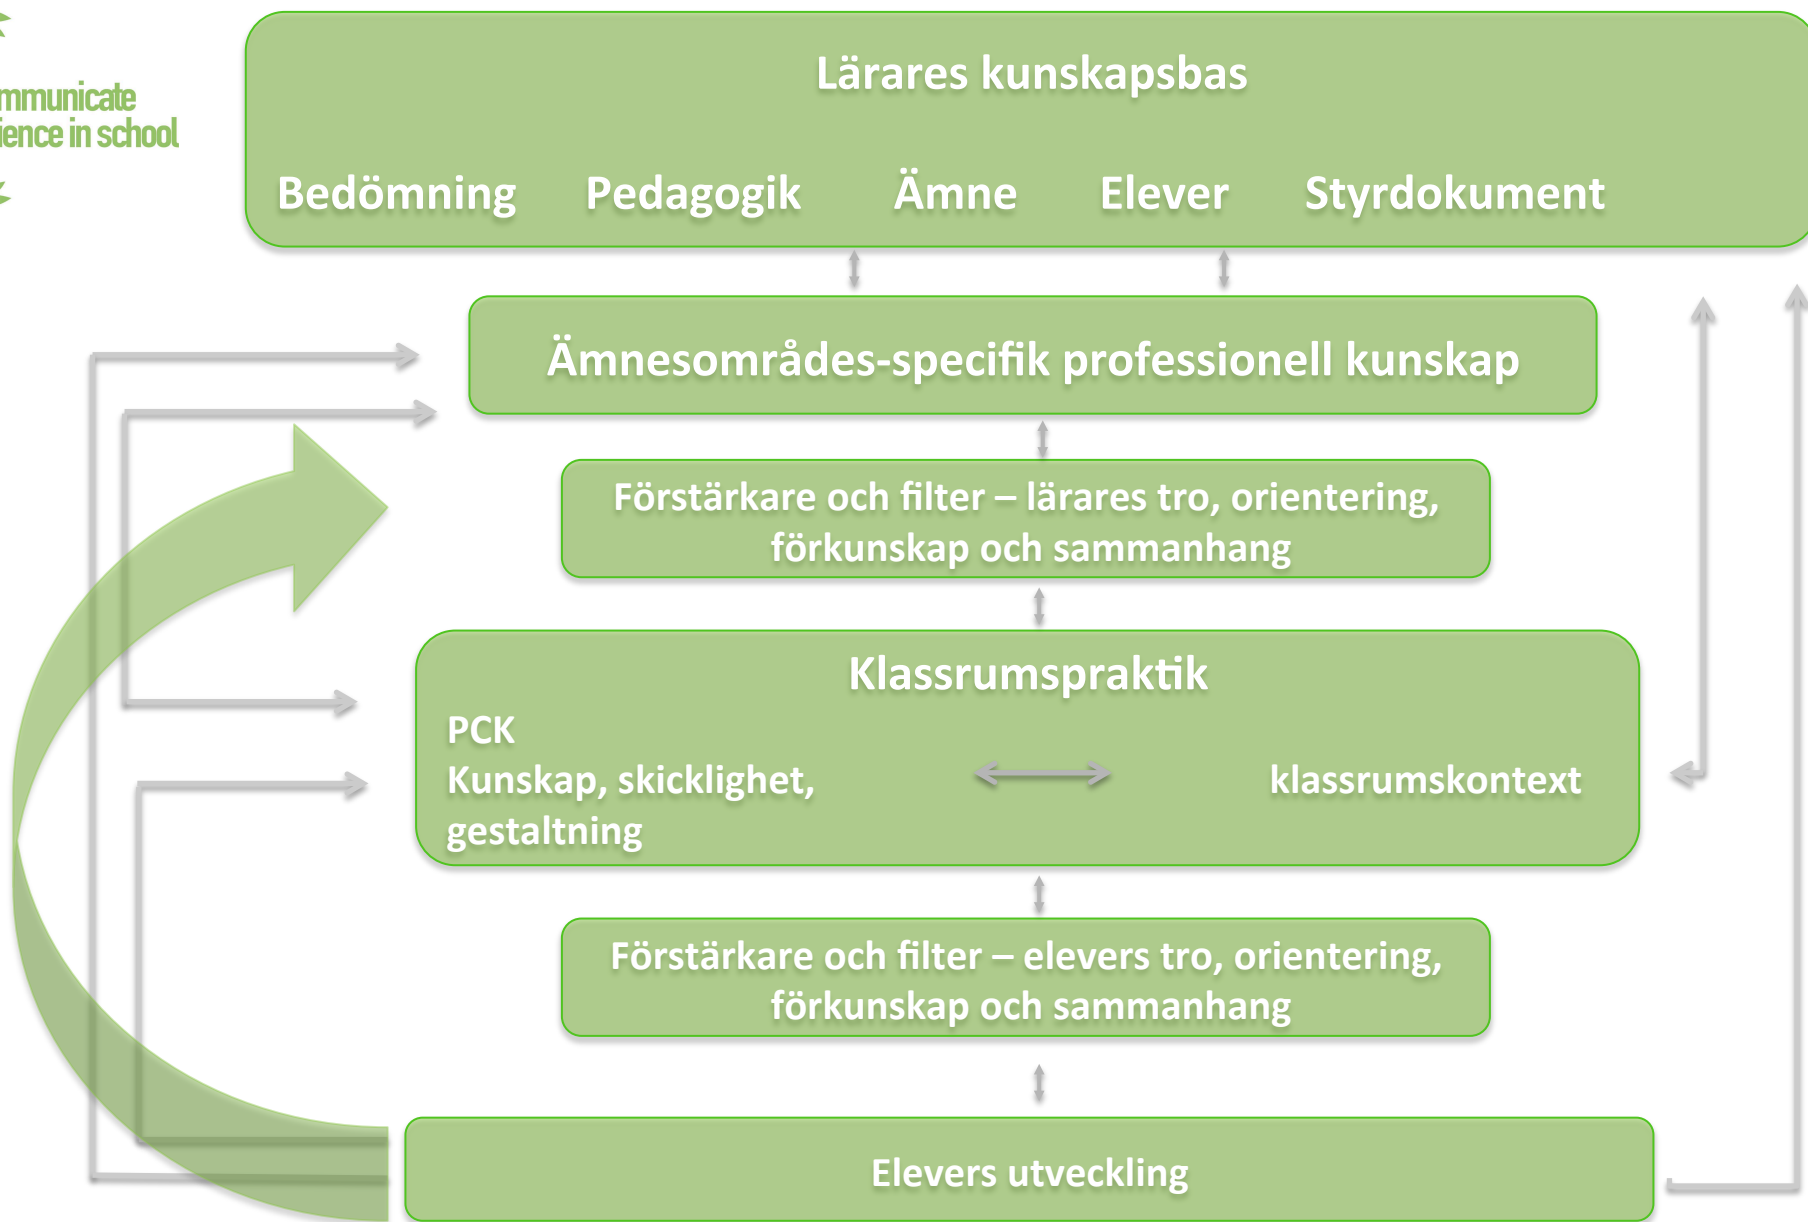 mmunicate
ience in school
Lärares kunskapsbas
Bedömning Pedagogik Ämne Elever Styrdokument
Ämnesområdes-specifik professionell kunskap
Förstärkare och filter – lärares tro, orientering,
förkunskap och sammanhang
Klassrumspraktik
PCK
Kunskap, skicklighet,
gestaltning
klassrumskontext
Förstärkare och filter – elevers tro, orientering,
förkunskap och sammanhang
Elevers utveckling